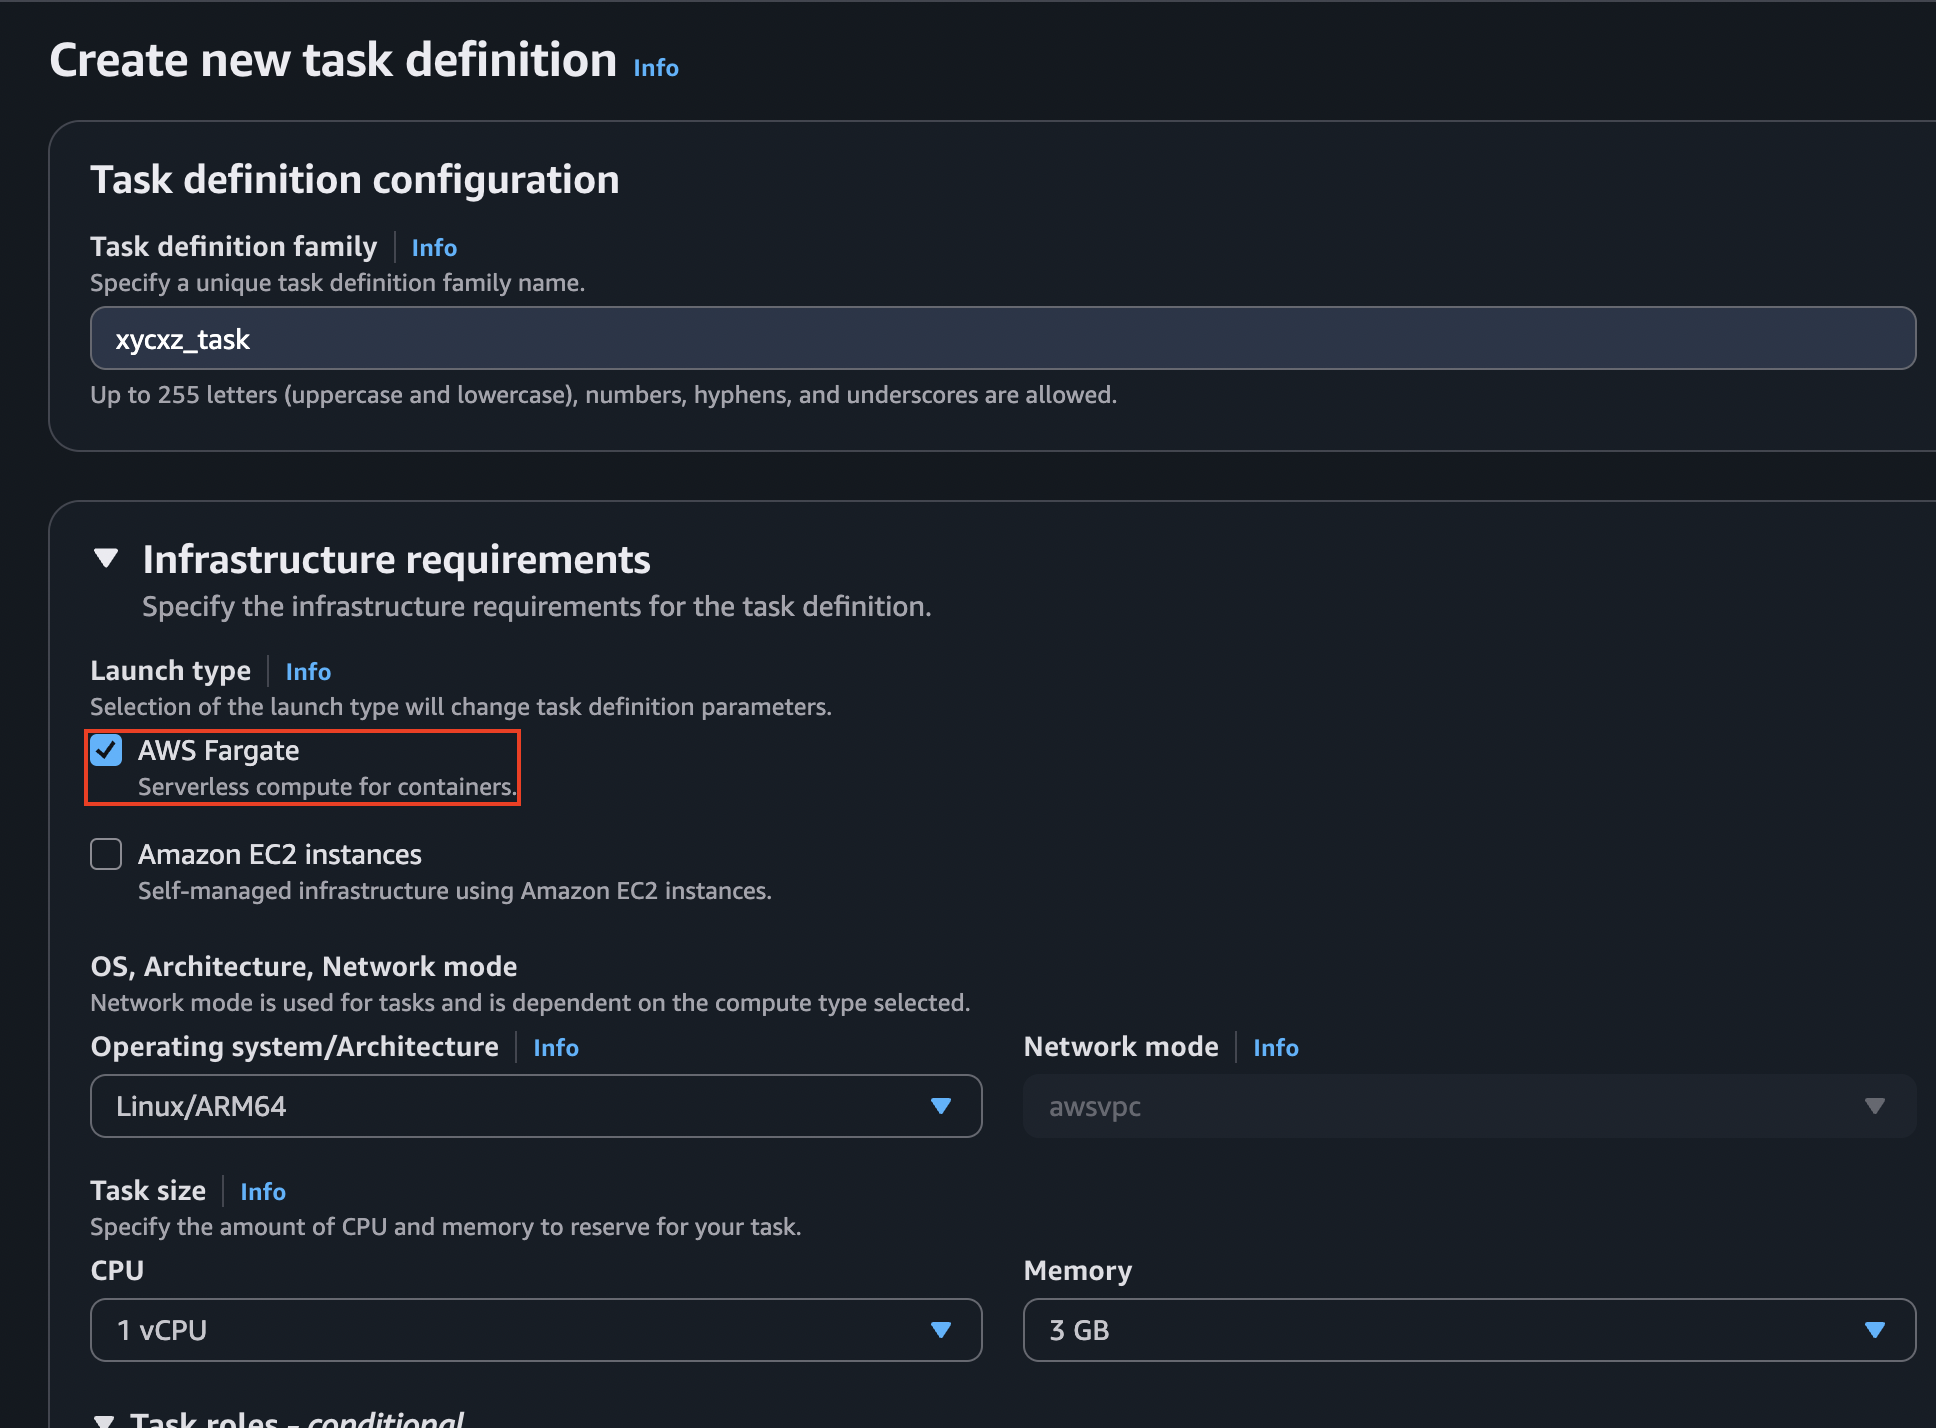 Create new task definition Info
Task definition configuration
Task definition family Info
Specify a unique task definition family name.
xycxz_task
Up to 255 letters (uppercase and lowercase), numbers, hyphens, and underscores are allowed.
Infrastructure requirements
Specify the infrastructure requirements for the task definition.
Launch type Info
Selection of the launch type will change task definition parameters.
AWS Fargate
Serverless compute for containers.
Amazon EC2 instances
Self-managed infrastructure using Amazon EC2 instances.
OS, Architecture, Network mode
Network mode is used for tasks and is dependent on the compute type selected.
Operating system/Architecture Info
Network mode Info
Linux/ARM64
awsvpc
Task size Info
Specify the amount of CPU and memory to reserve for your task.
CPU
Memory
1 vCPU
3 GB
Task roles - conditional